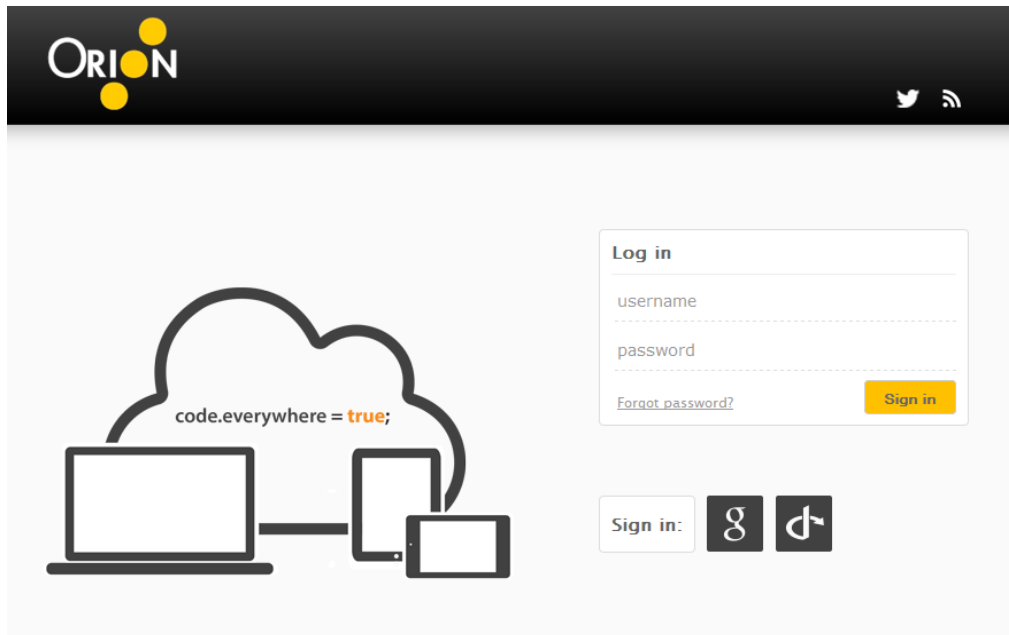 ORION
Log in
username
password
Forgot password?
Sign in
code.everywhere = true;
Sign in:
g